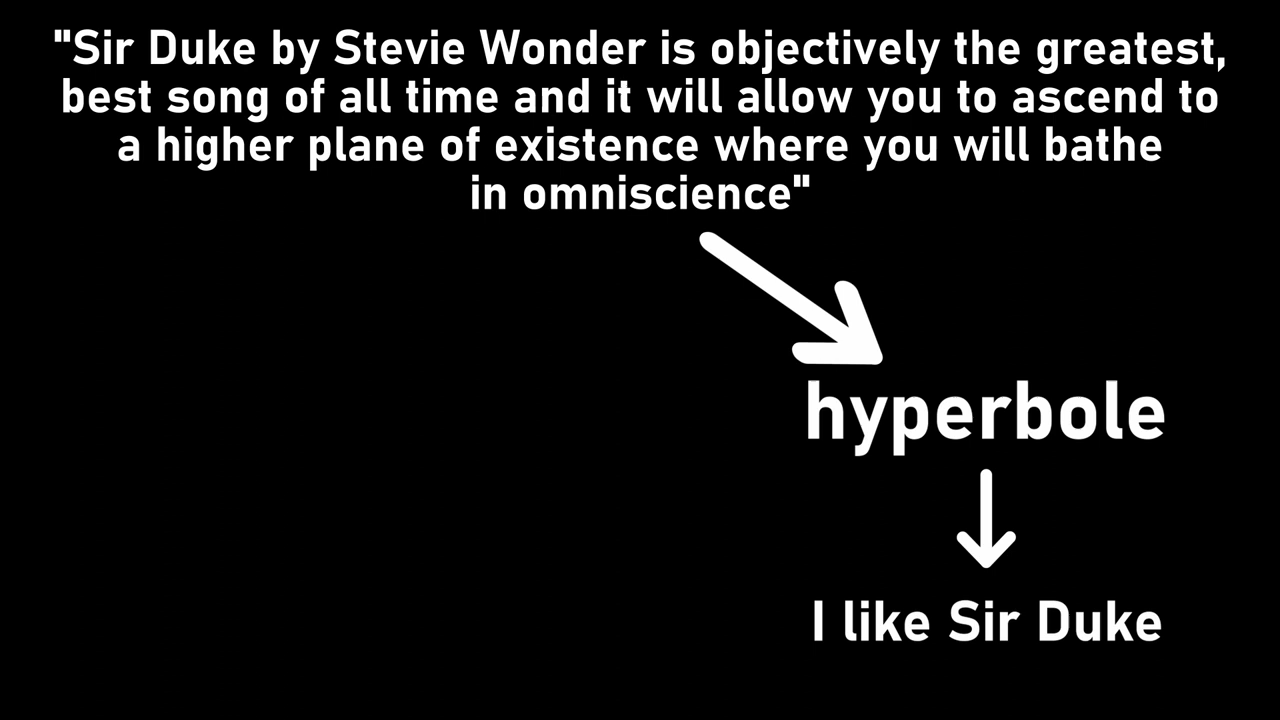 "Sir Duke by Stevie Wonder is objectively the greatest,
best song of all time and it will allow you to ascend to
a higher plane of existence where you will bathe
in omniscience"
hyperbole
I like Sir Duke